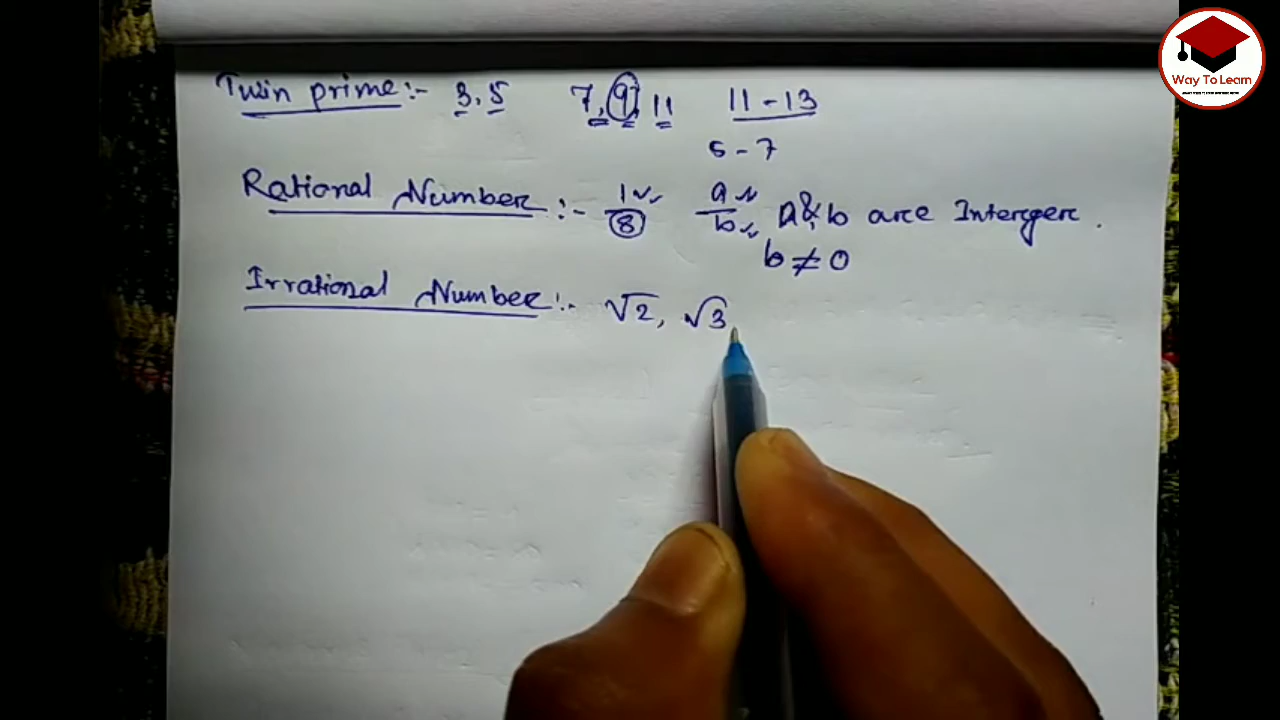 Twin prime:- 3, 5 7, 9, 11 11 - 13
5 - 7
Rational Number:- 1/8 a/b a & b are Interger.
b ≠ 0
Irrational Number:- √2, √3
Way To Learn